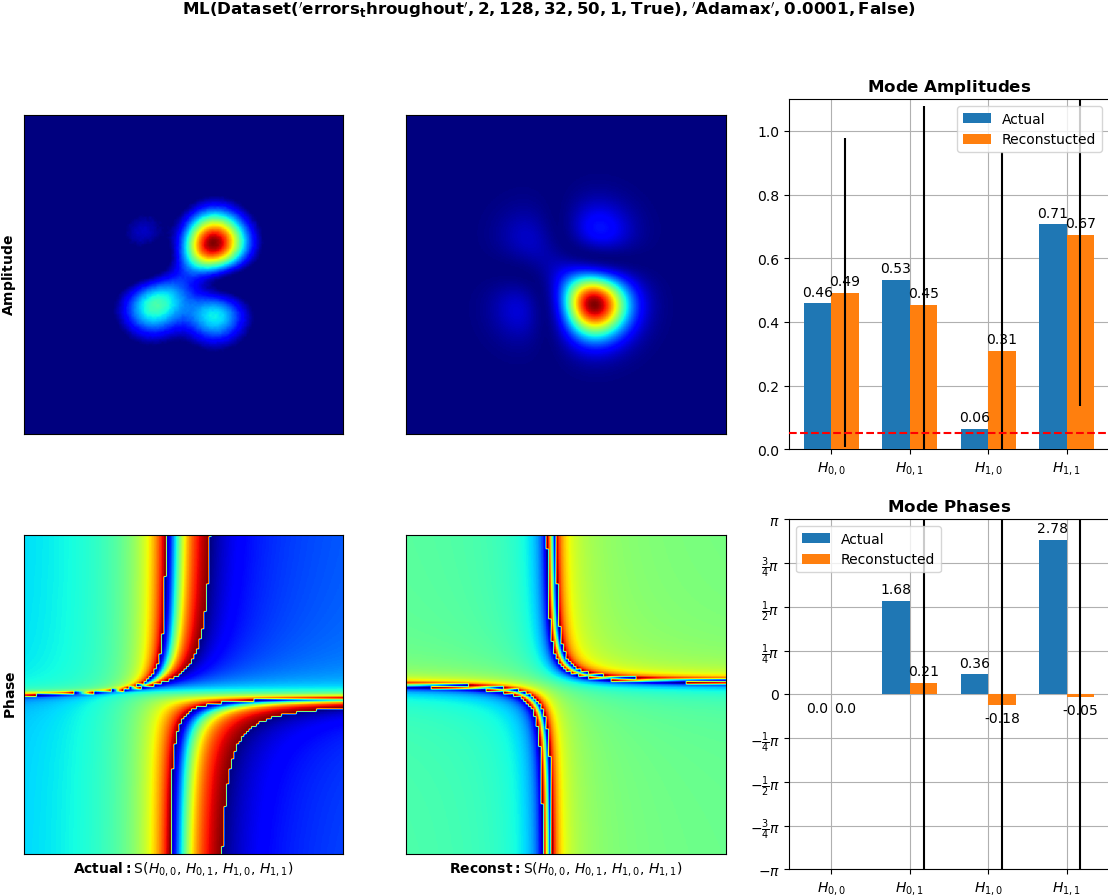 ML(Dataset('errors_throughout', 2, 128, 32, 50, 1, True), 'Adamax', 0.0001, False)
Mode Amplitudes
Amplitude
Actual
Reconstucted
1.0
0.8
0.6
0.4
0.2
0.0
0.46
0.49
0.53
0.45
0.06
0.31
0.71
0.67
H0,0
H0,1
H1,0
H1,1
Mode Phases
Phase
Actual
Reconstucted
π
3/4π
1/2π
1/4π
0
−1/4π
−1/2π
−3/4π
−π
0.0
0.0
1.68
0.21
0.36
-0.18
2.78
-0.05
H0,0
H0,1
H1,0
H1,1
Actual: S(H0,0, H0,1, H1,0, H1,1)
Reconst: S(H0,0, H0,1, H1,0, H1,1)